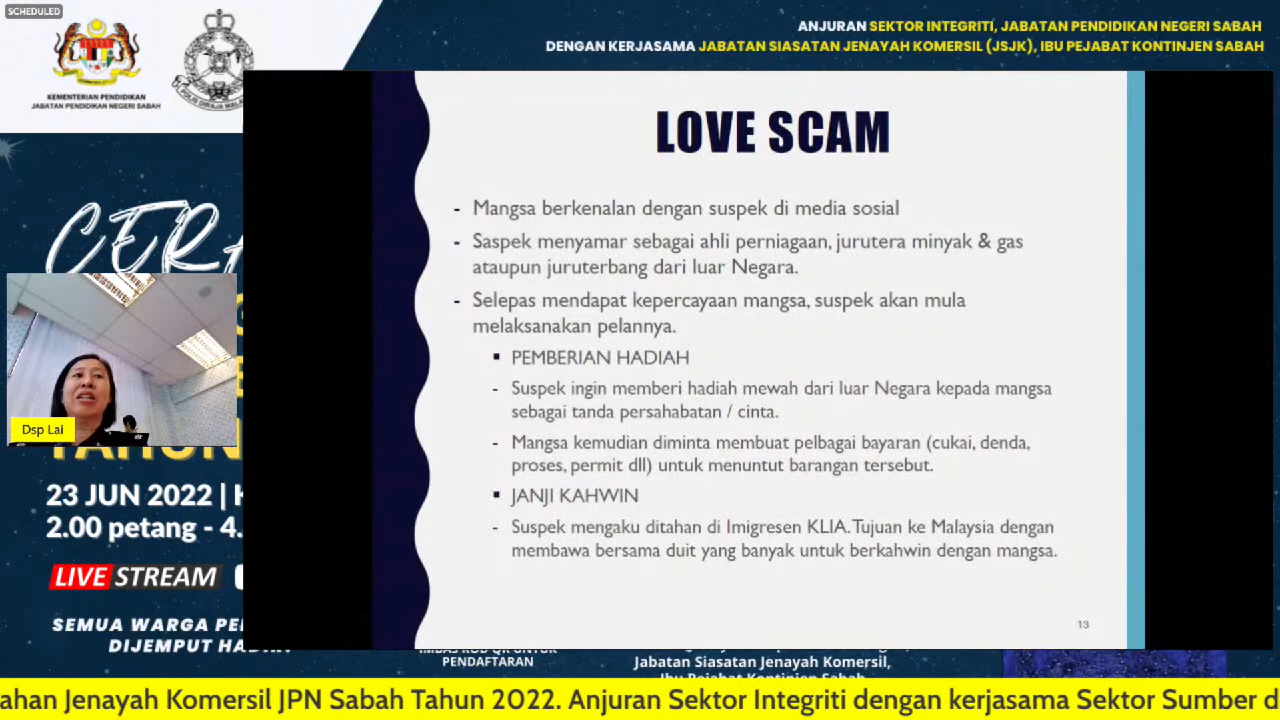 SCHEDULED
KEMENTERIAN PENDIDIKAN
JABATAN PENDIDIKAN NEGERI SABAH
ANJURAN SEKTOR INTEGRITI, JABATAN PENDIDIKAN NEGERI SABAH
DENGAN KERJASAMA JABATAN SIASATAN JENAYAH KOMERSIL (JSJK), IBU PEJABAT KONTINJEN SABAH
LOVE SCAM
- Mangsa berkenalan dengan suspek di media sosial
- Saspek menyamar sebagai ahli perniagaan, jurutera minyak & gas
ataupun juruterbang dari luar Negara.
- Selepas mendapat kepercayaan mangsa, suspek akan mula
melaksanakan pelannya.
▪ PEMBERIAN HADIAH
- Suspek ingin memberi hadiah mewah dari luar Negara kepada mangsa
sebagai tanda persahabatan / cinta.
- Mangsa kemudian diminta membuat pelbagai bayaran (cukai, denda,
proses, permit dll) untuk menuntut barangan tersebut.
▪ JANJI KAHWIN
- Suspek mengaku ditahan di Imigresen KLIA. Tujuan ke Malaysia dengan
membawa bersama duit yang banyak untuk berkahwin dengan mangsa.
13
CERA
Dsp Lai
TAHUN
23 JUN 2022 |
2.00 petang - 4.
LIVE STREAM
SEMUA WARGA PE
DIJEMPUT HA
IMBAS KOD QR UNTUK
PENDAFTARAN
Jabatan Siasatan Jenayah Komersil,
Ibu Pejabat Kontinjen Sabah
ahan Jenayah Komersil JPN Sabah Tahun 2022. Anjuran Sektor Integriti dengan kerjasama Sektor Sumber d